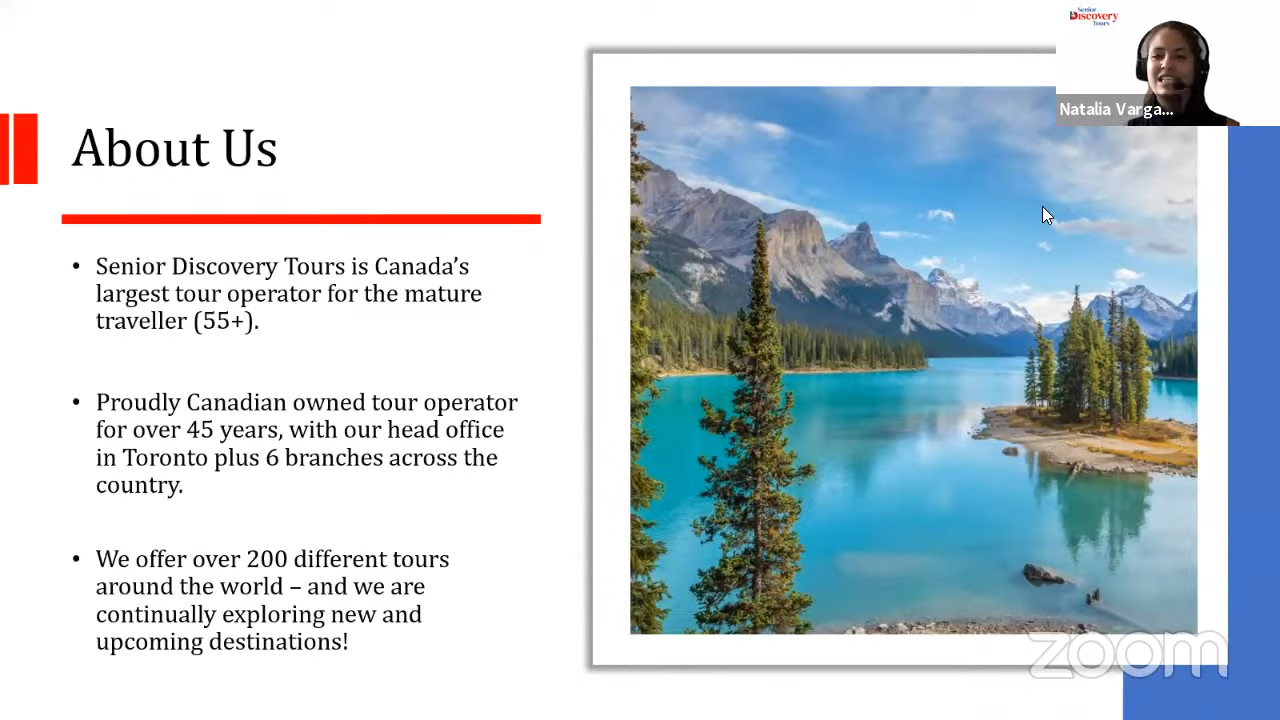 Senior
Discovery
Tours
Natalia Varga...
About Us
• Senior Discovery Tours is Canada’s
largest tour operator for the mature
traveller (55+).
• Proudly Canadian owned tour operator
for over 45 years, with our head office
in Toronto plus 6 branches across the
country.
• We offer over 200 different tours
around the world – and we are
continually exploring new and
upcoming destinations!
zoom